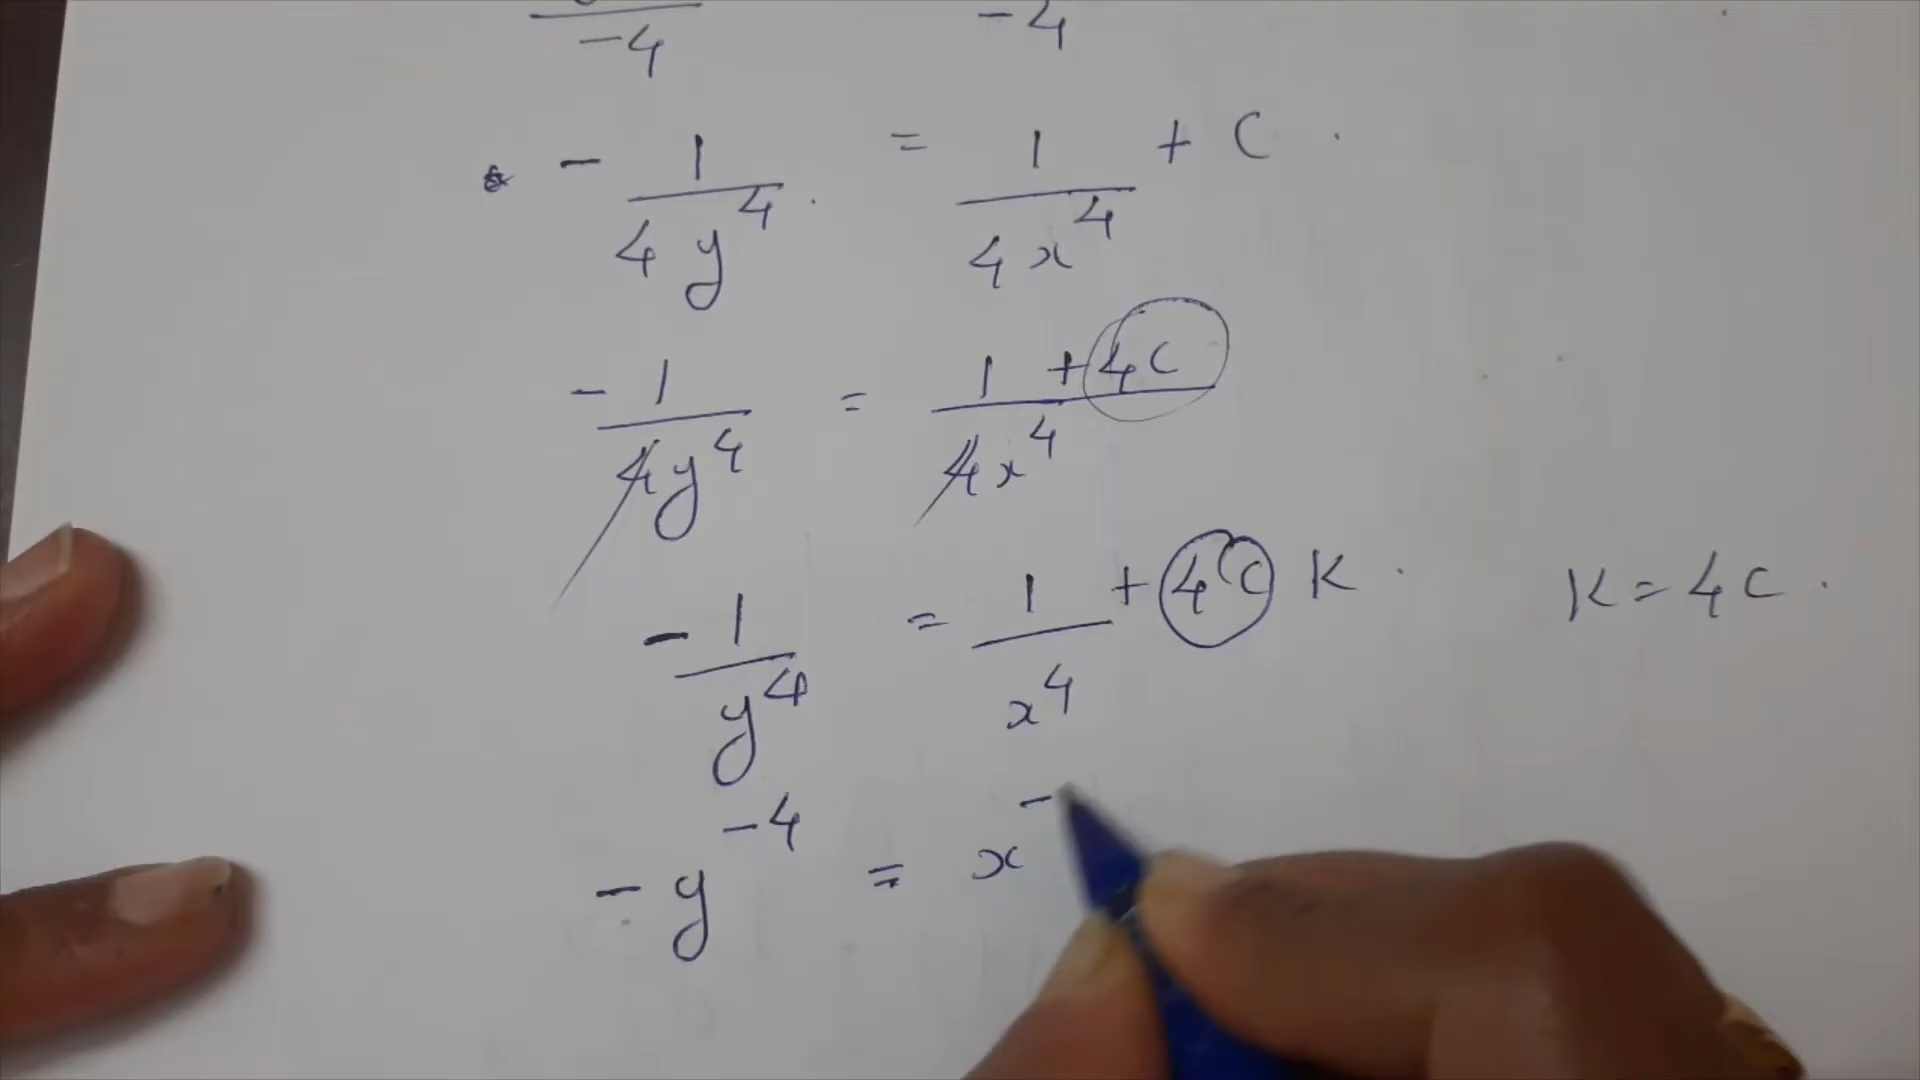 -4 -4
- 1/4y^4 = 1/4x^4 + C
- 1/4y^4 = 1 + 4C/4x^4
- 1/y^4 = 1/x^4 + 4C K K = 4C
- y^-4 = x^-